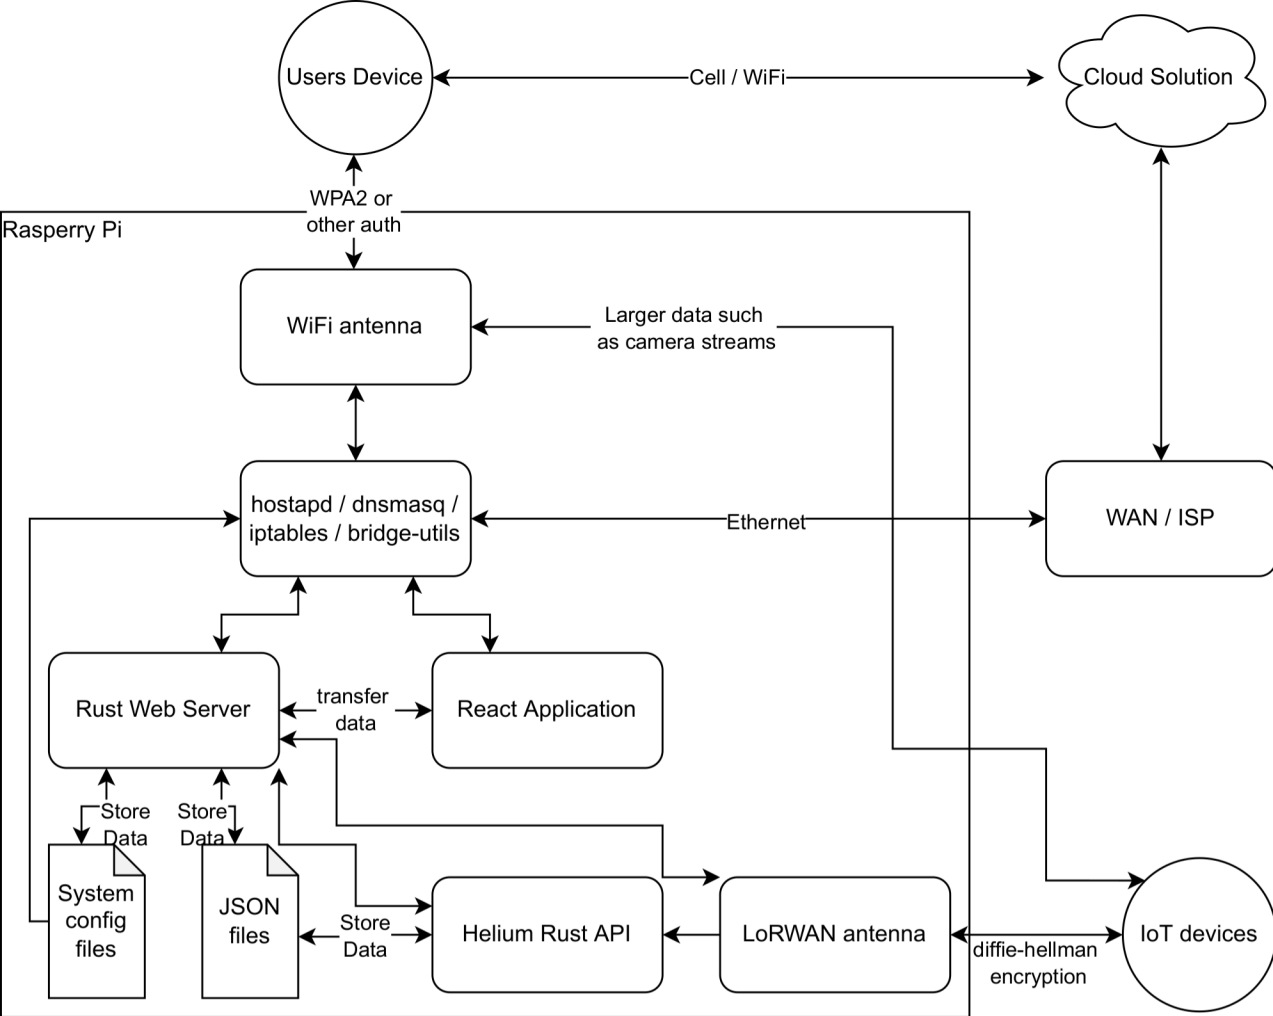 Users Device
Cell / WiFi
Cloud Solution
WPA2 or
other auth
Rasperry Pi
WiFi antenna
Larger data such
as camera streams
hostapd / dnsmasq /
iptables / bridge-utils
Ethernet
WAN / ISP
Rust Web Server
transfer
data
React Application
Store
Data
Store
Data
System
config
files
JSON
files
Store
Data
Helium Rust API
LoRWAN antenna
diffie-hellman
encryption
IoT devices